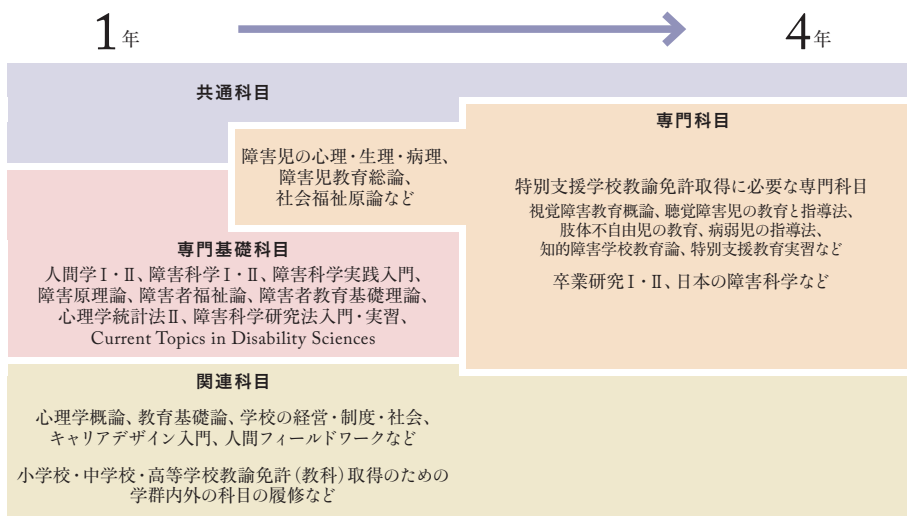 1年
4年
共通科目
障害児の心理・生理・病理、
障害児教育総論、
社会福祉原論など
専門科目
特別支援学校教諭免許取得に必要な専門科目
視覚障害教育概論、聴覚障害児の教育と指導法、
肢体不自由児の教育、病弱児の指導法、
知的障害学校教育論、特別支援教育実習など
卒業研究Ⅰ・Ⅱ、日本の障害科学など
専門基礎科目
人間学Ⅰ・Ⅱ、障害科学Ⅰ・Ⅱ、障害科学実践入門、
障害原理論、障害者福祉論、障害者教育基礎理論、
心理学統計法Ⅱ、障害科学研究法入門・実習、
Current Topics in Disability Sciences
関連科目
心理学概論、教育基礎論、学校の経営・制度・社会、
キャリアデザイン入門、人間フィールドワークなど
小学校・中学校・高等学校教諭免許（教科）取得のための
学群内外の科目の履修など